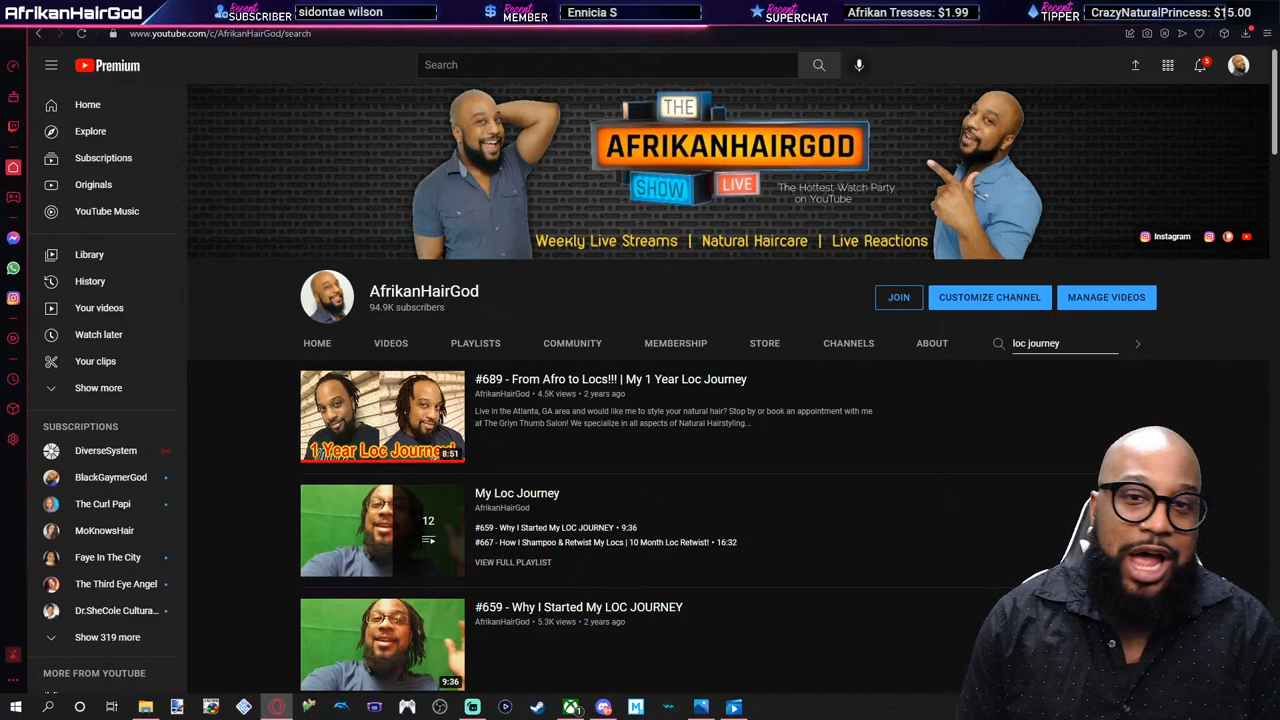 AfrikanHairGod
Recent SUBSCRIBER
sidontae wilson
Recent MEMBER
Ennicia S
Recent SUPERCHAT
Afrikan Tresses: $1.99
Recent TIPPER
CrazyNaturalPrincess: $15.00
www.youtube.com/c/AfrikanHairGod/search
Premium
Search
5
Home
Explore
Subscriptions
Originals
YouTube Music
Library
History
Your videos
Watch later
Your clips
Show more
SUBSCRIPTIONS
DiverseSystem
BlackGaymerGod
The Curl Papi
MoKnowsHair
Faye In The City
The Third Eye Angel
Dr.SheCole Cultura...
Show 319 more
MORE FROM YOUTUBE
THE
AFRIKANHAIRGOD
SHOW
LIVE
The Hottest Watch Party
on YouTube
Weekly Live Streams | Natural Haircare | Live Reactions
Instagram
AfrikanHairGod
94.9K subscribers
JOIN
CUSTOMIZE CHANNEL
MANAGE VIDEOS
HOME
VIDEOS
PLAYLISTS
COMMUNITY
MEMBERSHIP
STORE
CHANNELS
ABOUT
loc journey
1 Year Loc Journey!
8:51
#689 - From Afro to Locs!!! | My 1 Year Loc Journey
AfrikanHairGod • 4.5K views • 2 years ago
Live in the Atlanta, GA area and would like me to style your natural hair? Stop by or book an appointment with me
at The Griyn Thumb Salon! We specialize in all aspects of Natural Hairstyling...
12
My Loc Journey
AfrikanHairGod
#659 - Why I Started My LOC JOURNEY • 9:36
#667 - How I Shampoo & Retwist My Locs | 10 Month Loc Retwist! • 16:32
VIEW FULL PLAYLIST
9:36
#659 - Why I Started My LOC JOURNEY
AfrikanHairGod • 5.3K views • 2 years ago